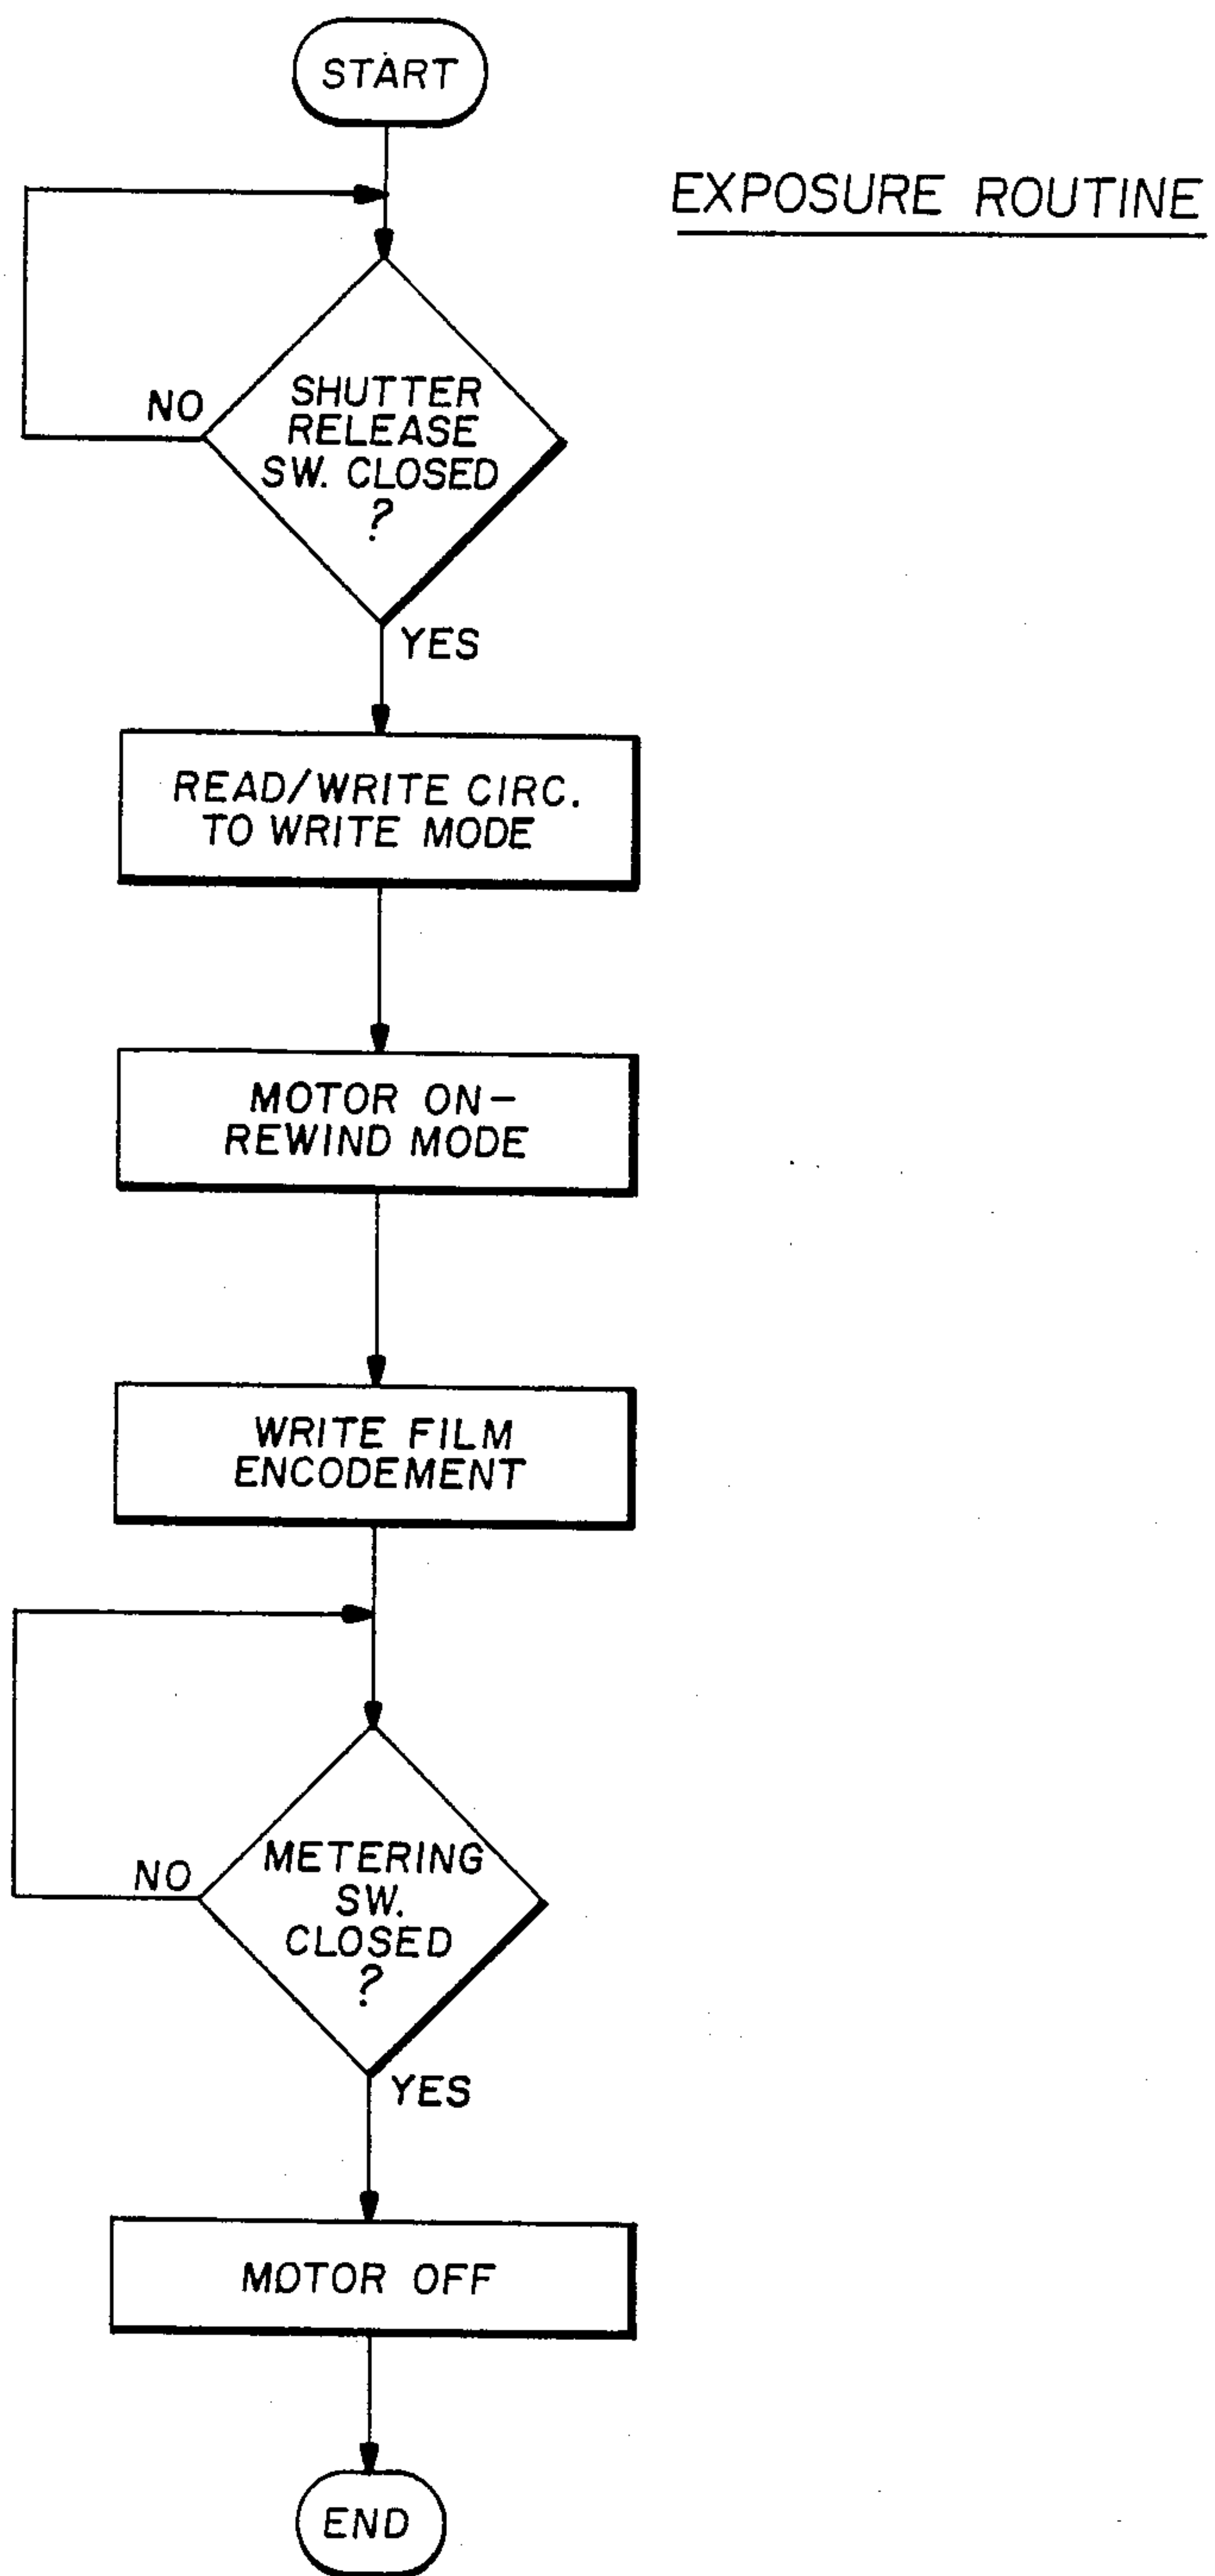 START
EXPOSURE ROUTINE
NO
SHUTTER
RELEASE
SW. CLOSED
?
YES
READ/WRITE CIRC.
TO WRITE MODE
MOTOR ON–
REWIND MODE
WRITE FILM
ENCODEMENT
NO
METERING
SW.
CLOSED
?
YES
MOTOR OFF
END